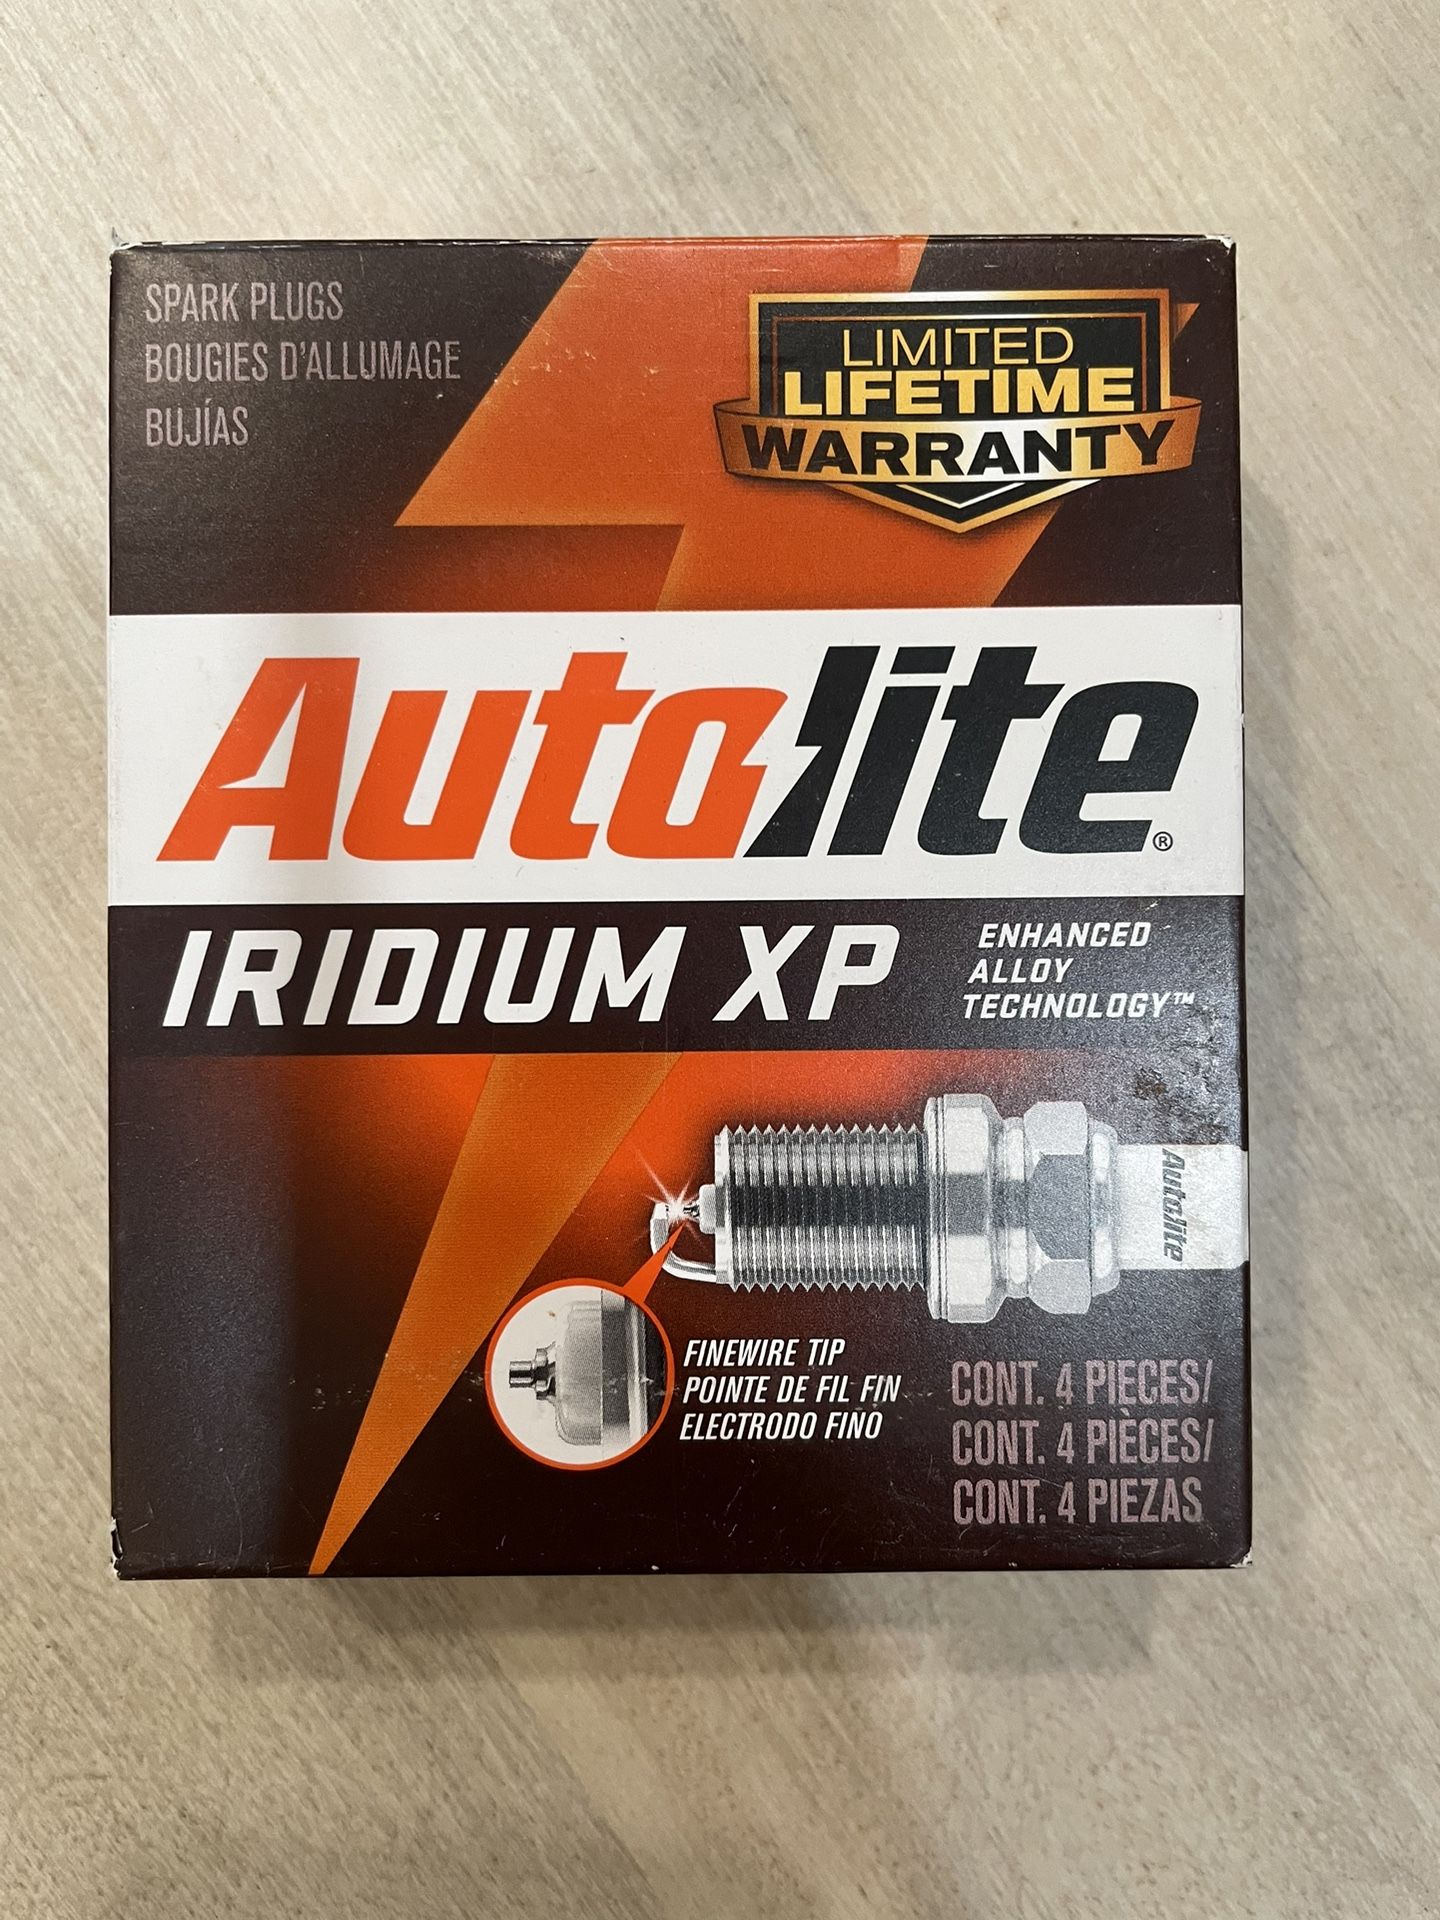 SPARK PLUGS
BOUGIES D'ALLUMAGE
BUJÍAS
LIMITED
LIFETIME
WARRANTY
Autolite®
IRIDIUM XP
ENHANCED
ALLOY
TECHNOLOGY™
Autolite
FINEWIRE TIP
POINTE DE FIL FIN
ELECTRODO FINO
CONT. 4 PIECES/
CONT. 4 PIÈCES/
CONT. 4 PIEZAS